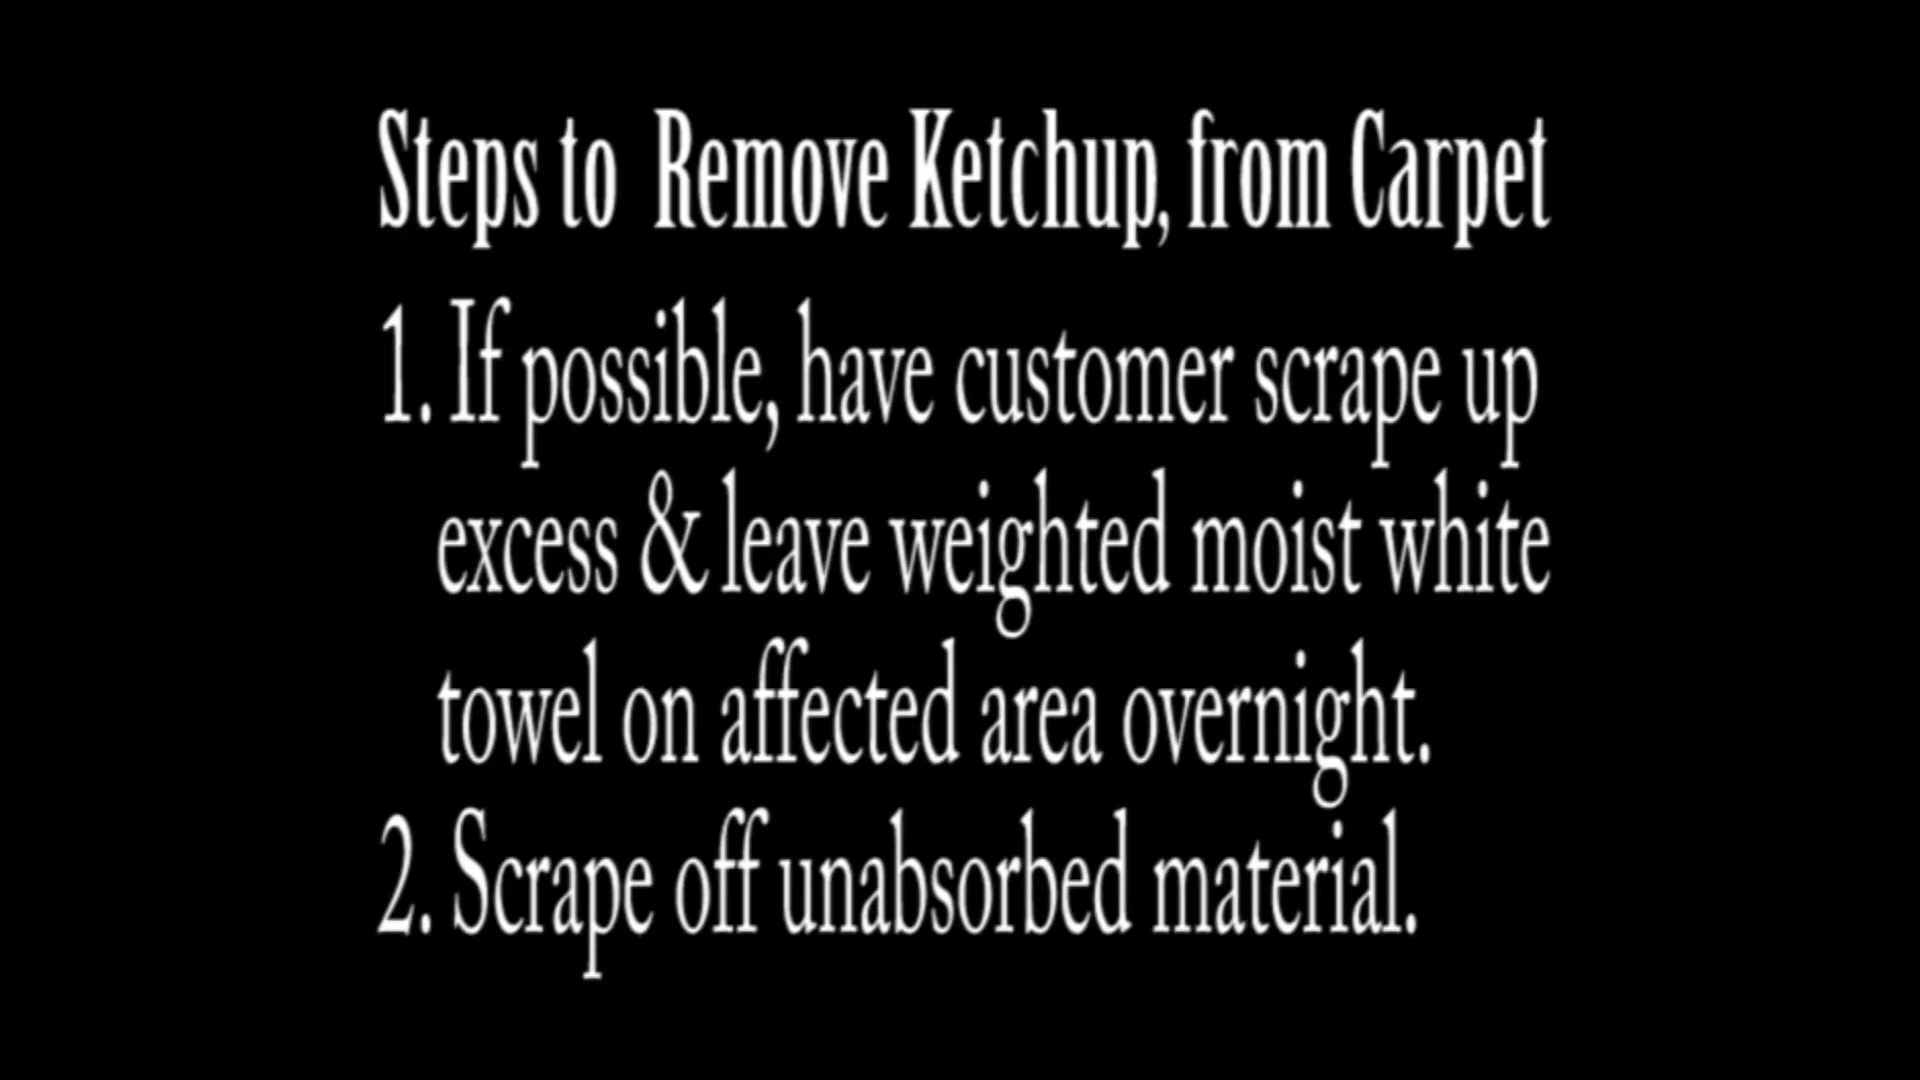 Steps to Remove Ketchup, from Carpet
1. If possible, have customer scrape up
excess & leave weighted moist white
towel on affected area overnight.
2. Scrape off unabsorbed material.